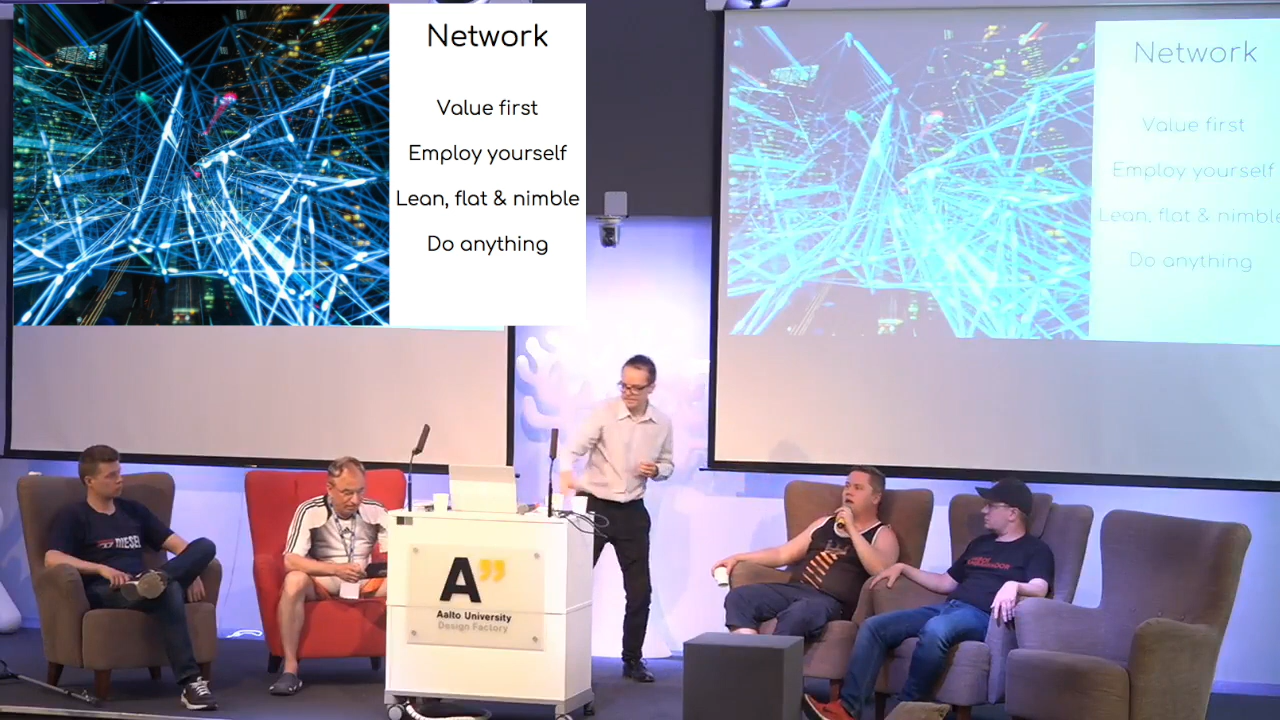 Network
Value first
Employ yourself
Lean, flat & nimble
Do anything
Network
Value first
Employ yourself
Lean, flat & nimble
Do anything
DIESEL
A”
Aalto University
Design Factory